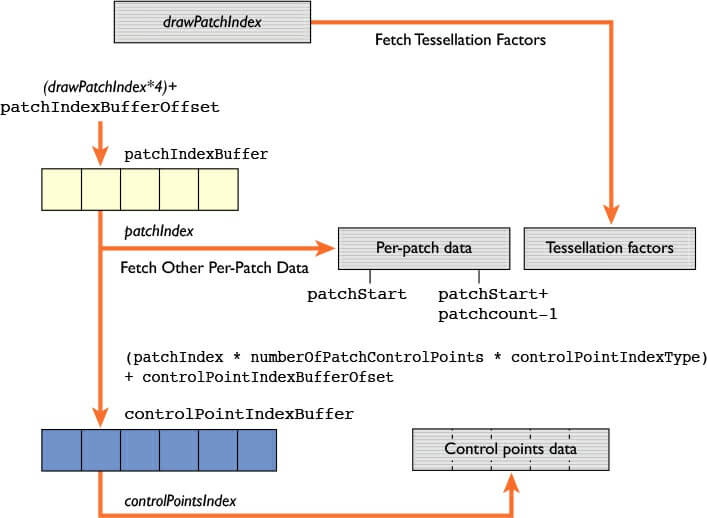 drawPatchIndex
Fetch Tessellation Factors
(drawPatchIndex*4)+
patchIndexBufferOffset
patchIndexBuffer
patchIndex
Fetch Other Per-Patch Data
Per-patch data
Tessellation factors
patchStart
patchStart+
patchcount-1
(patchIndex * numberOfPatchControlPoints * controlPointIndexType)
+ controlPointIndexBufferOfset
controlPointIndexBuffer
Control points data
controlPointsIndex